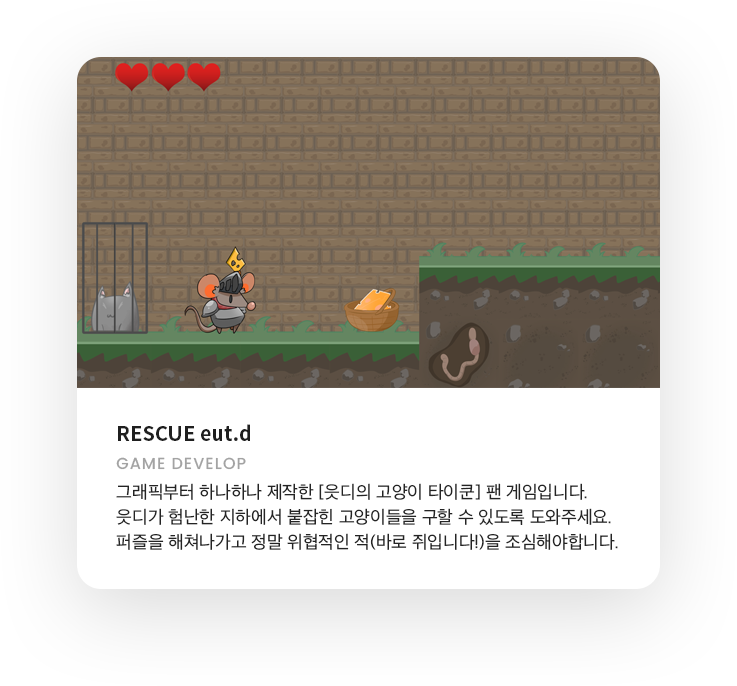 RESCUE eut.d
GAME DEVELOP
그래픽부터 하나하나 제작한 [읏디의 고양이 타이쿤] 팬 게임입니다.
읏디가 험난한 지하에서 붙잡힌 고양이들을 구할 수 있도록 도와주세요.
퍼즐을 해쳐나가고 정말 위협적인 적(바로 쥐입니다!)을 조심해야합니다.